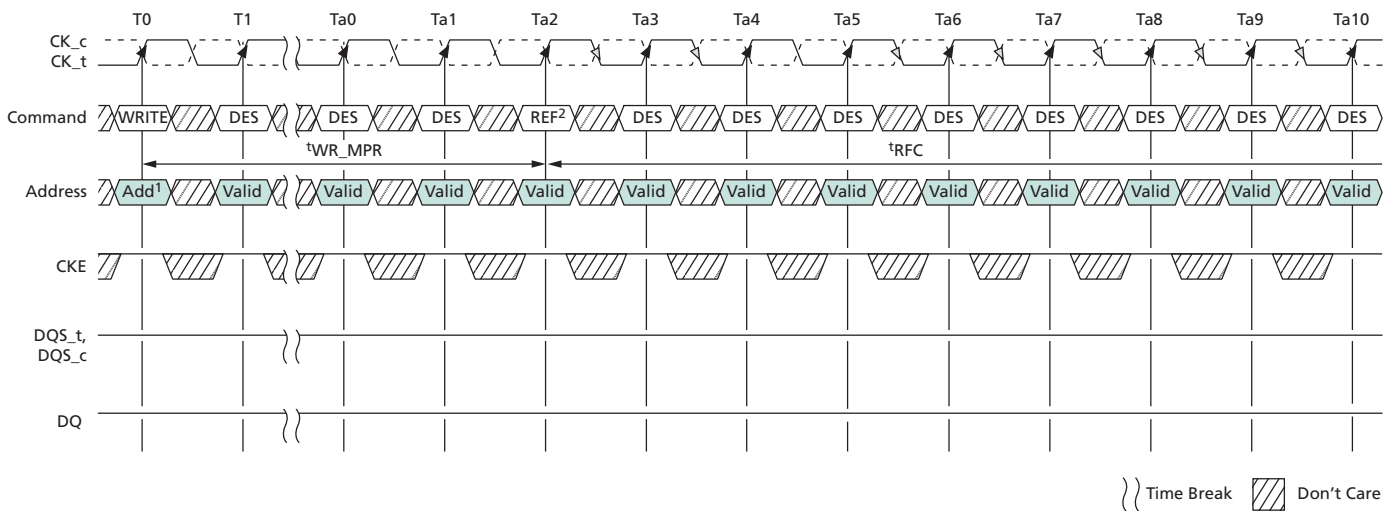 T0 T1 Ta0 Ta1 Ta2 Ta3 Ta4 Ta5 Ta6 Ta7 Ta8 Ta9 Ta10
CK_c
CK_t
Command WRITE DES DES DES REF² DES DES DES DES DES DES DES DES
ᵗWR_MPR ᵗRFC
Address Add¹ Valid Valid Valid Valid Valid Valid Valid Valid Valid Valid Valid Valid
CKE
DQS_t,
DQS_c
DQ
Time Break Don't Care